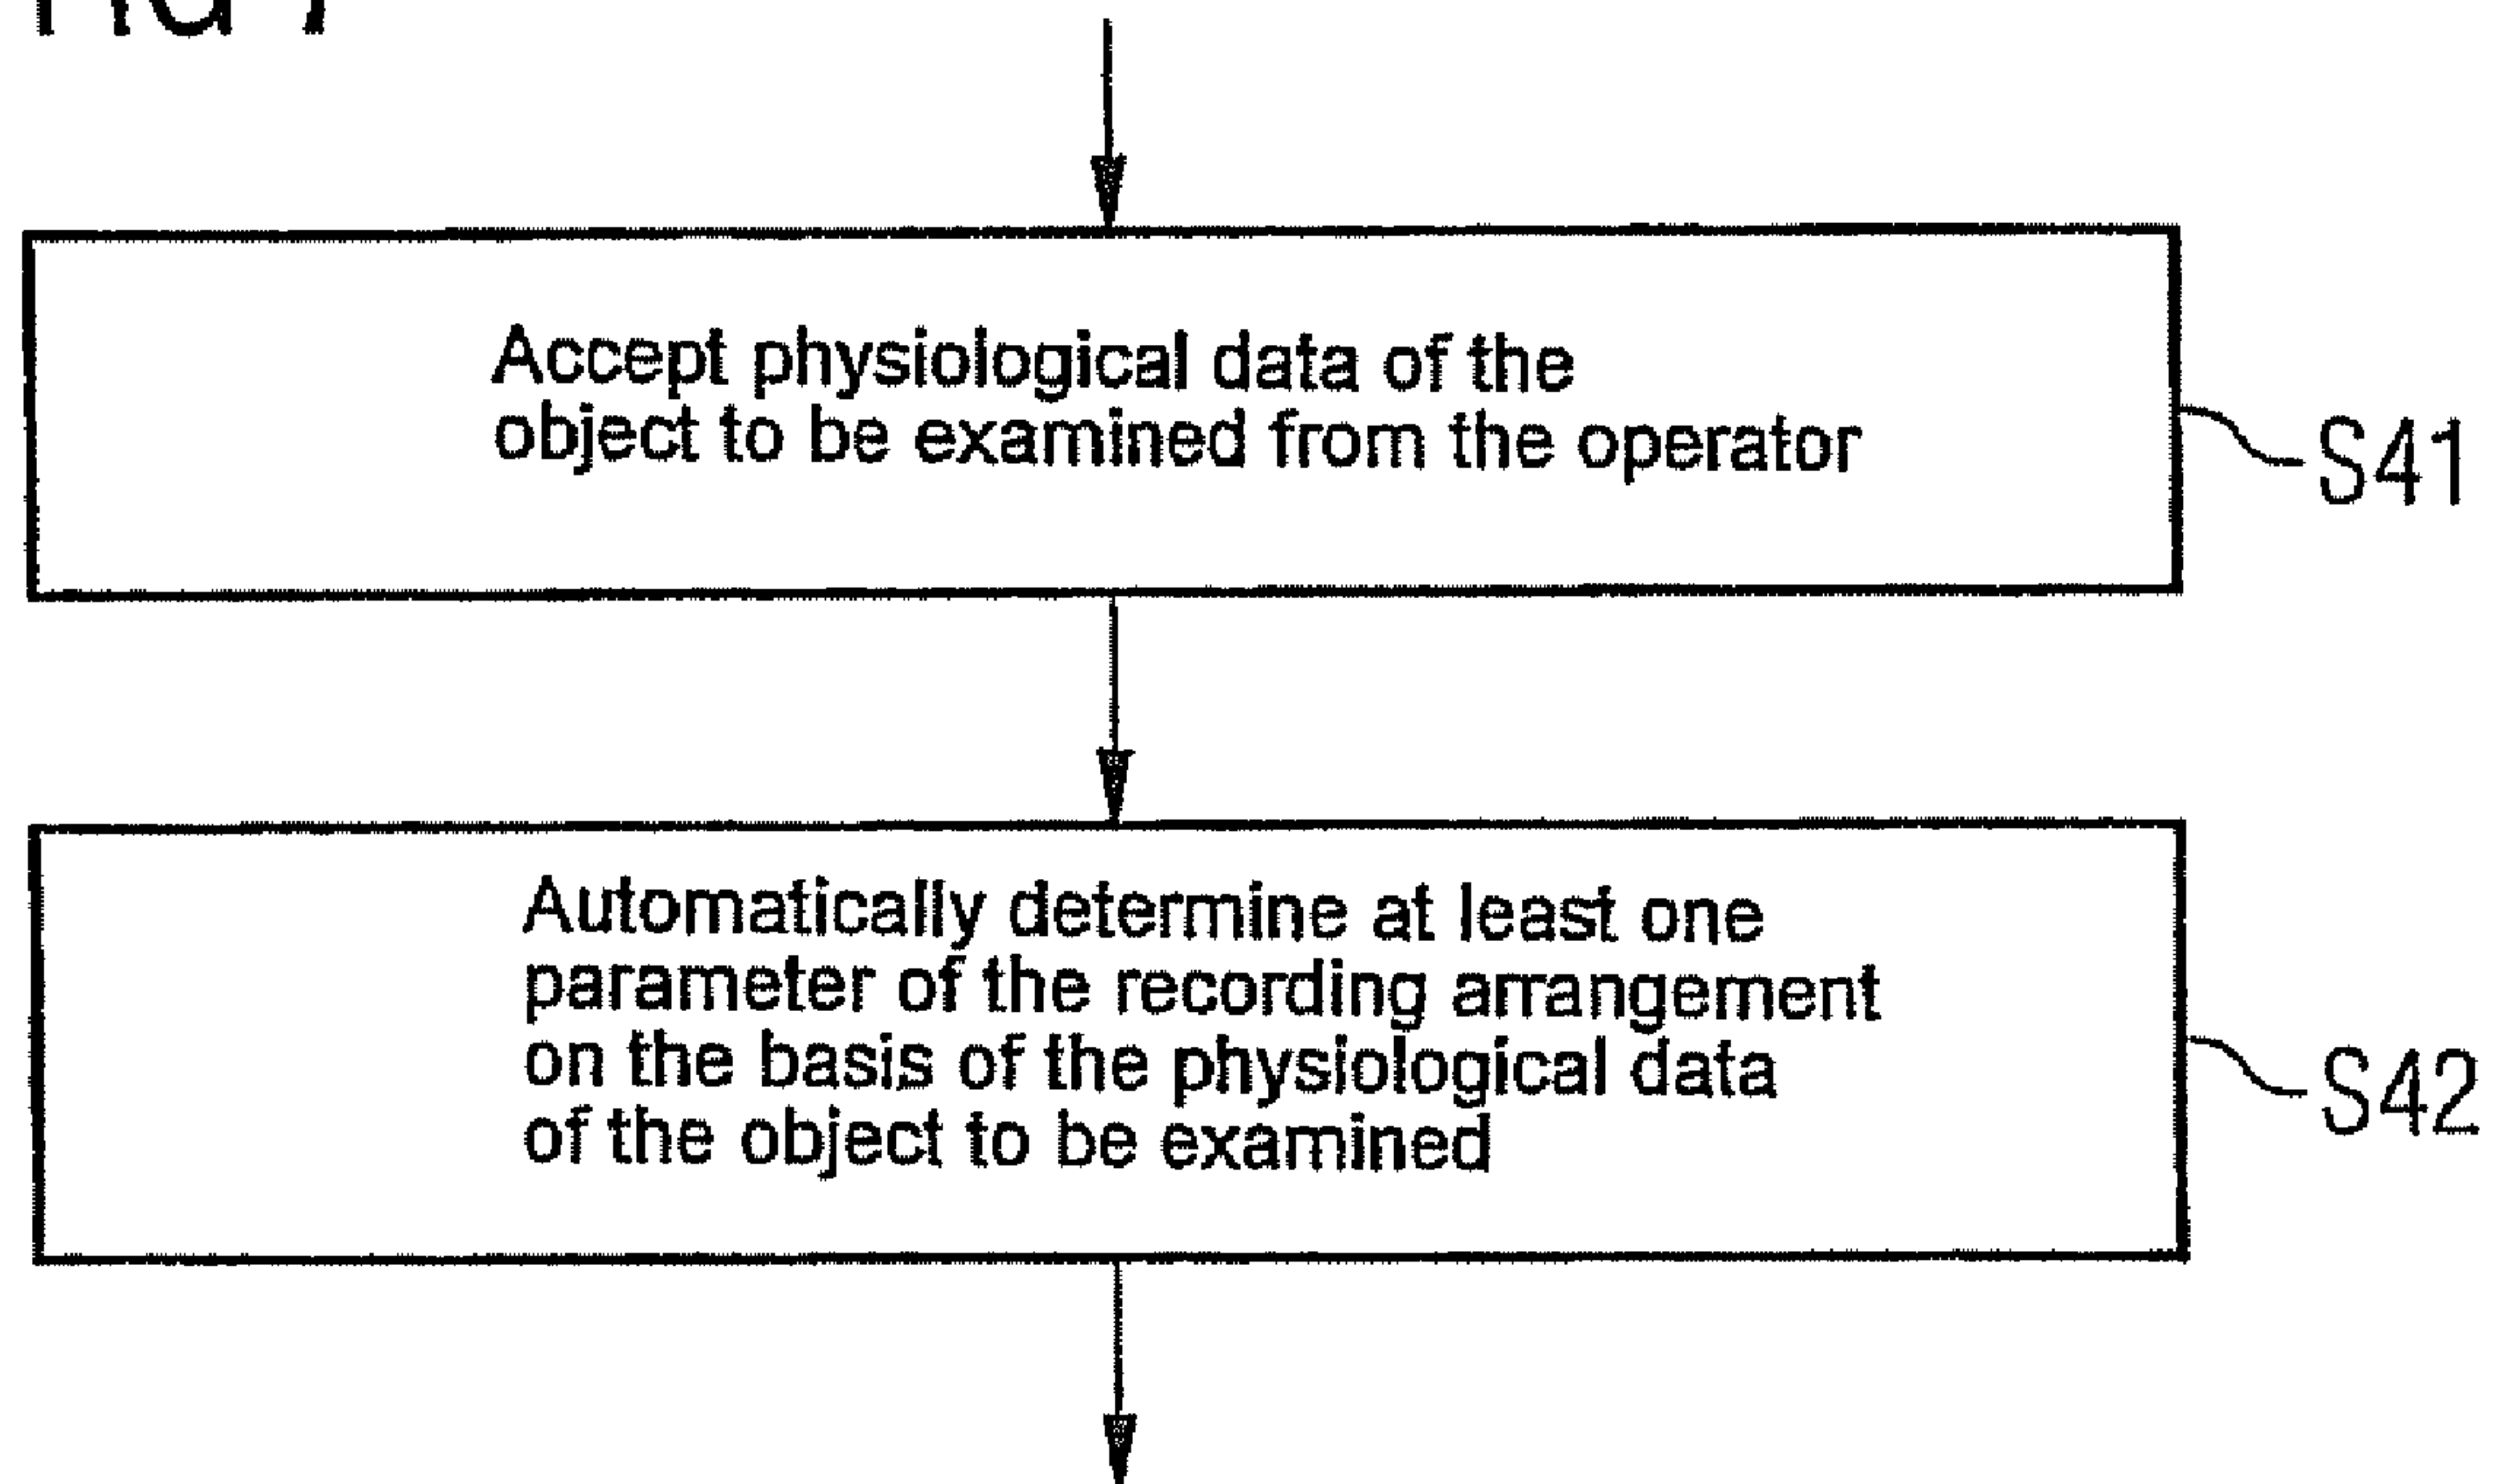 Accept physiological data of the
object to be examined from the operator
S41
Automatically determine at least one
parameter of the recording arrangement
on the basis of the physiological data
of the object to be examined
S42